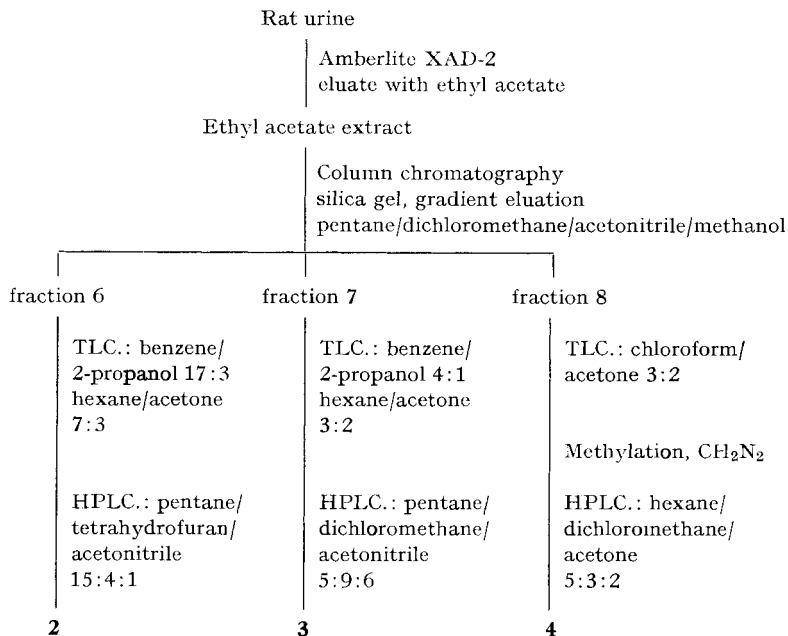 Rat urine
Amberlite XAD-2
eluate with ethyl acetate
Ethyl acetate extract
Column chromatography
silica gel, gradient eluation
pentane/dichloromethane/acetonitrile/methanol
fraction 6
TLC.: benzene/
2-propanol 17:3
hexane/acetone
7:3
HPLC.: pentane/
tetrahydrofuran/
acetonitrile
15:4:1
2
fraction 7
TLC.: benzene/
2-propanol 4:1
hexane/acetone
3:2
HPLC.: pentane/
dichloromethane/
acetonitrile
5:9:6
3
fraction 8
TLC.: chloroform/
acetone 3:2
Methylation, CH₂N₂
HPLC.: hexane/
dichloromethane/
acetone
5:3:2
4